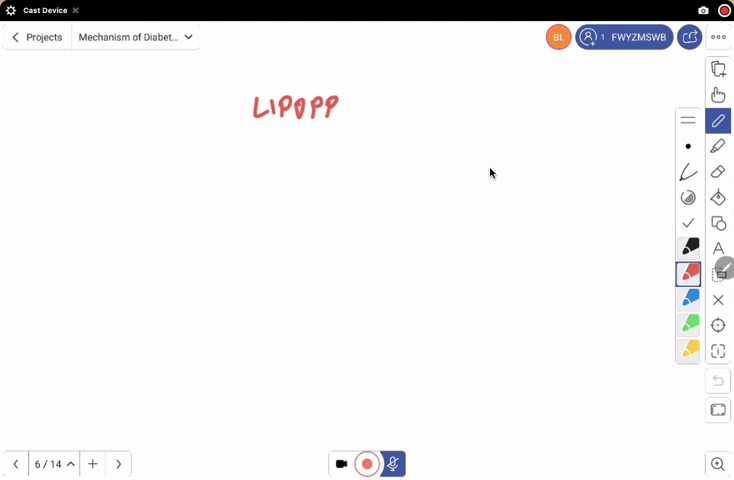 Cast Device
Projects
Mechanism of Diabet...
BL
1 FWYZMSWB
LIPOPP
A
6 / 14